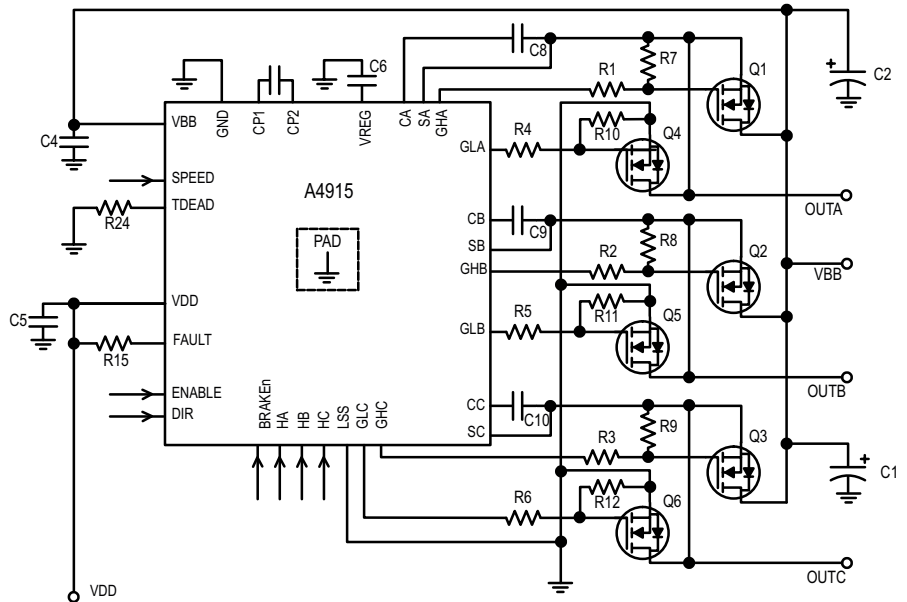 C8
R7
C2
C6
R1
Q1
GND
CP1
CP2
VREG
CA
SA
GHA
C4
VBB
GLA
R4
R10
Q4
SPEED
A4915
TDEAD
R24
OUTA
CB
C9
SB
R8
PAD
GHB
R2
Q2
VBB
VDD
C5
GLB
R5
R11
Q5
FAULT
R15
OUTB
ENABLE
DIR
BRAKEn
HA
HB
HC
LSS
GLC
GHC
CC
C10
SC
R9
R3
Q3
C1
R6
R12
Q6
OUTC
VDD